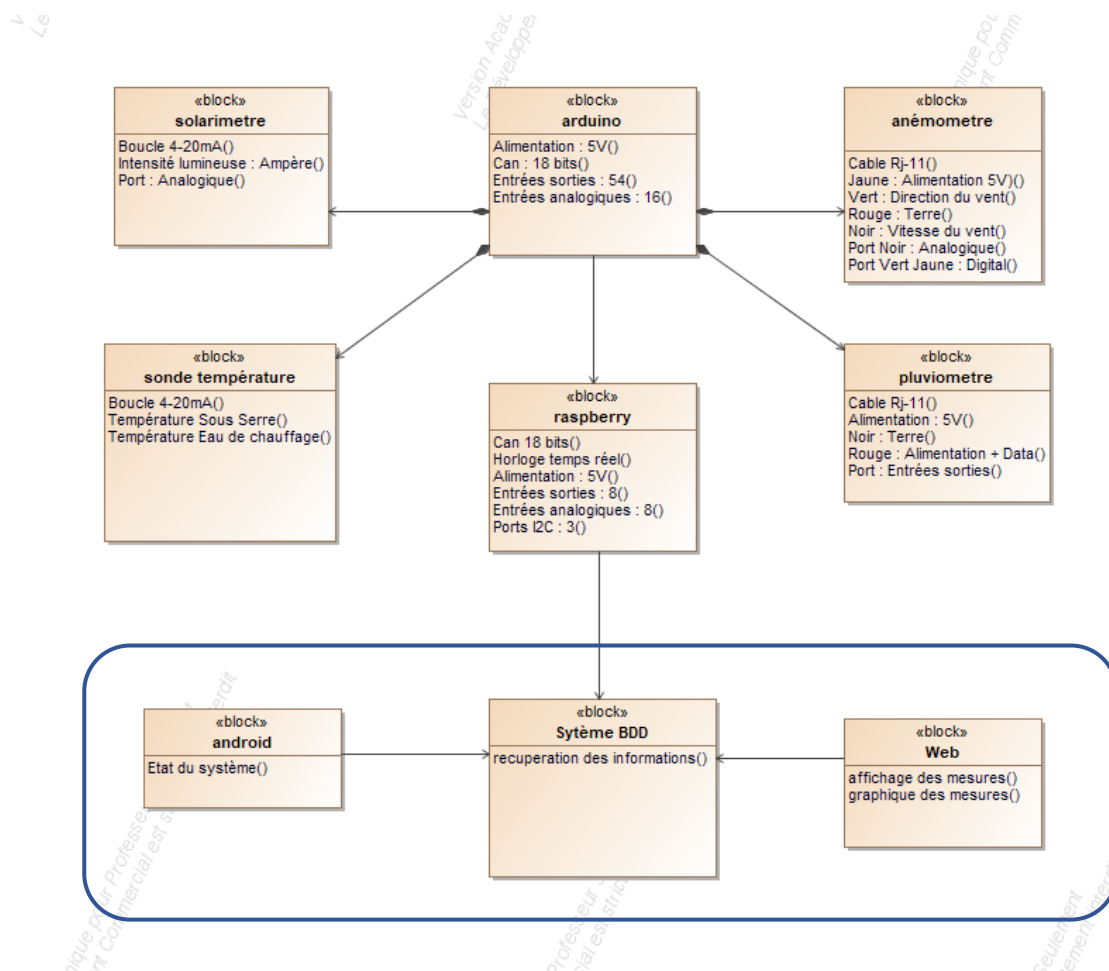 «block»
solarimetre
Boucle 4-20mA()
Intensité lumineuse : Ampère()
Port : Analogique()
«block»
arduino
Alimentation : 5V()
Can : 18 bits()
Entrées sorties : 54()
Entrées analogiques : 16()
«block»
anémometre
Cable Rj-11()
Jaune : Alimentation 5V)()
Vert : Direction du vent()
Rouge : Terre()
Noir : Vitesse du vent()
Port Noir : Analogique()
Port Vert Jaune : Digital()
«block»
sonde température
Boucle 4-20mA()
Température Sous Serre()
Température Eau de chauffage()
«block»
raspberry
Can 18 bits()
Horloge temps réel()
Alimentation : 5V()
Entrées sorties : 8()
Entrées analogiques : 8()
Ports I2C : 3()
«block»
pluviometre
Cable Rj-11()
Alimentation : 5V()
Noir : Terre()
Rouge : Alimentation + Data()
Port : Entrées sorties()
«block»
android
Etat du système()
«block»
Sytème BDD
recuperation des informations()
«block»
Web
affichage des mesures()
graphique des mesures()